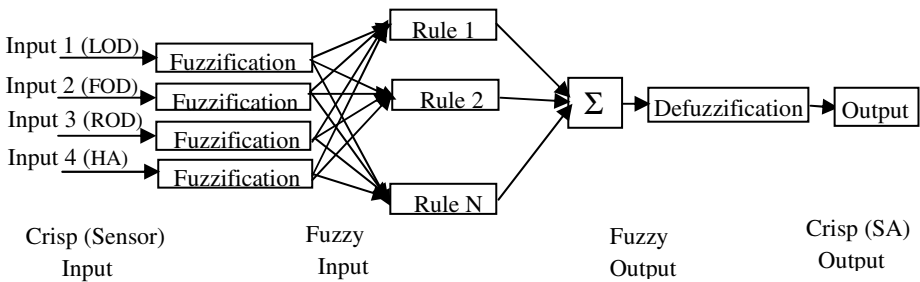 Input 1 (LOD)
Fuzzification
Input 2 (FOD)
Fuzzification
Input 3 (ROD)
Fuzzification
Input 4 (HA)
Fuzzification
Rule 1
Rule 2
Rule N
Σ
Defuzzification
Output
Crisp (Sensor)
Input
Fuzzy
Input
Fuzzy
Output
Crisp (SA)
Output